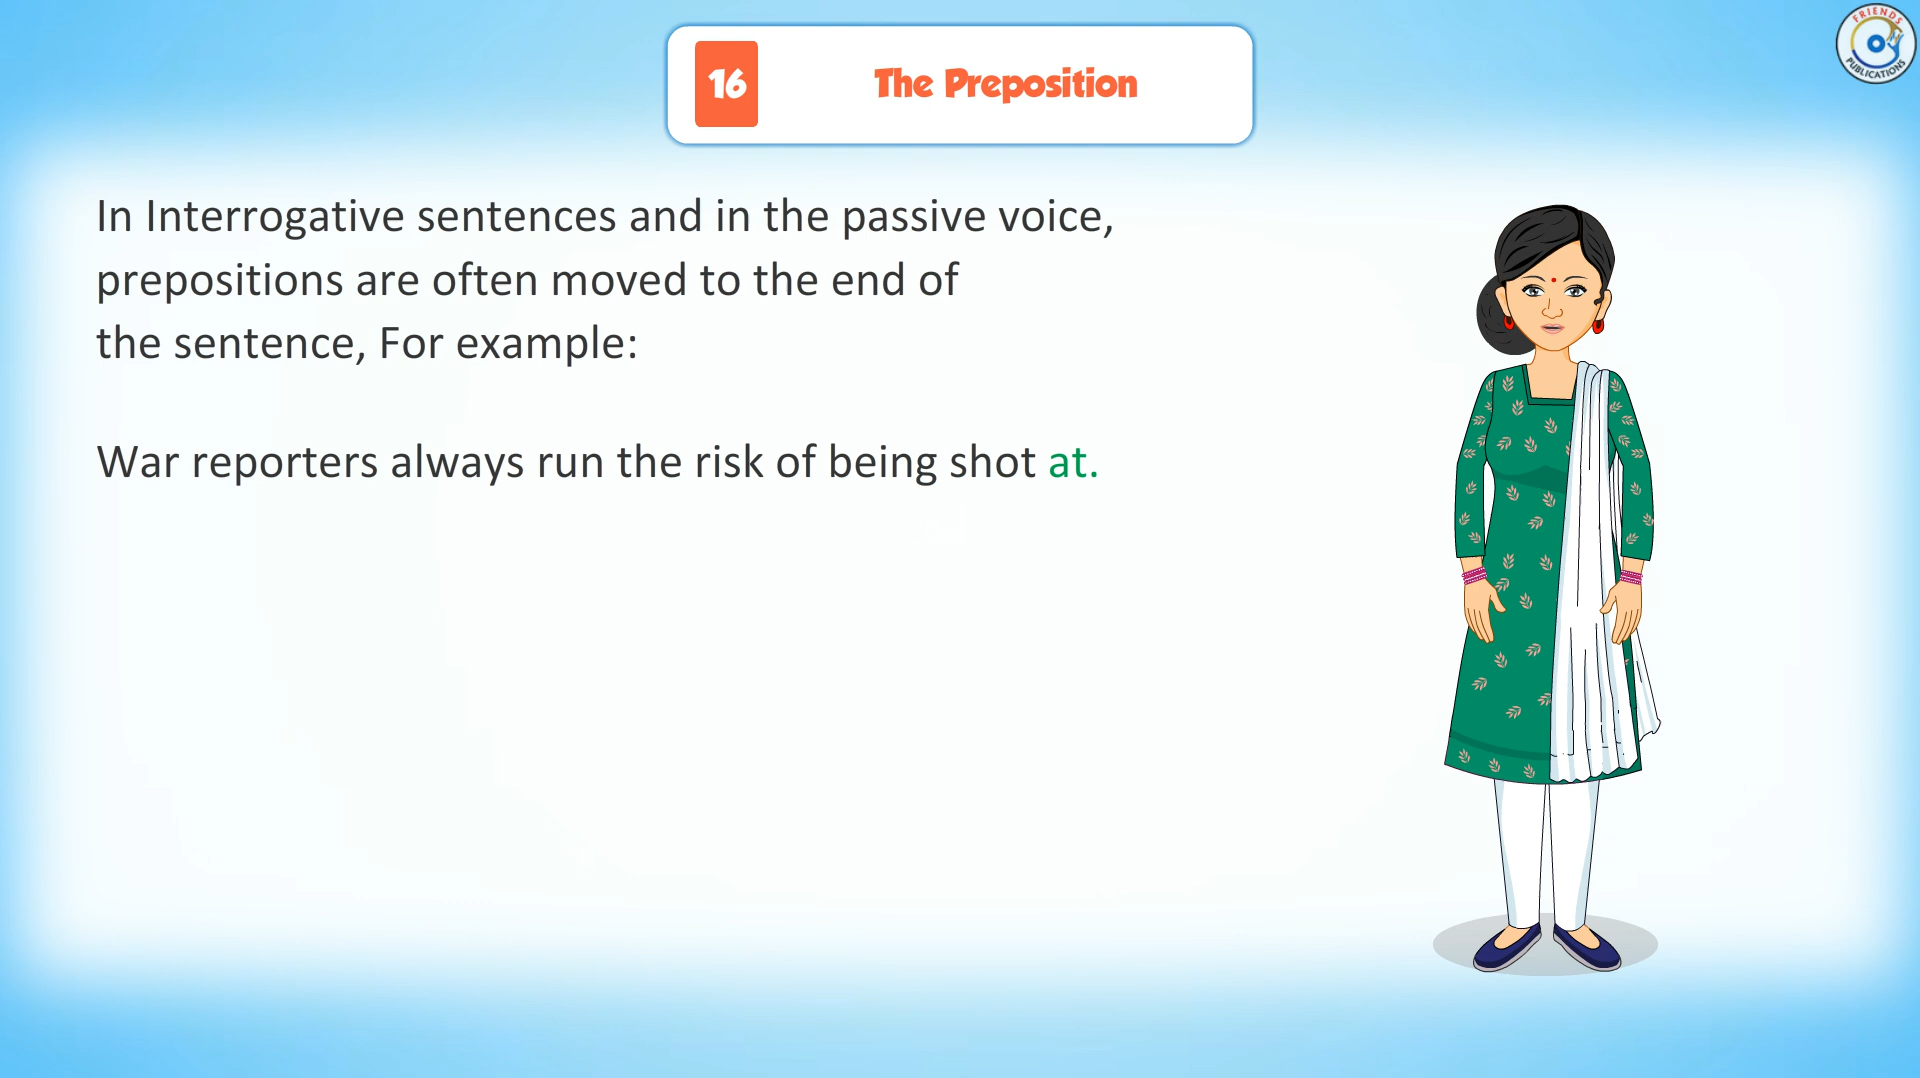 16
The Preposition
FRIENDS
PUBLICATIONS
In Interrogative sentences and in the passive voice,
prepositions are often moved to the end of
the sentence, For example:
War reporters always run the risk of being shot at.